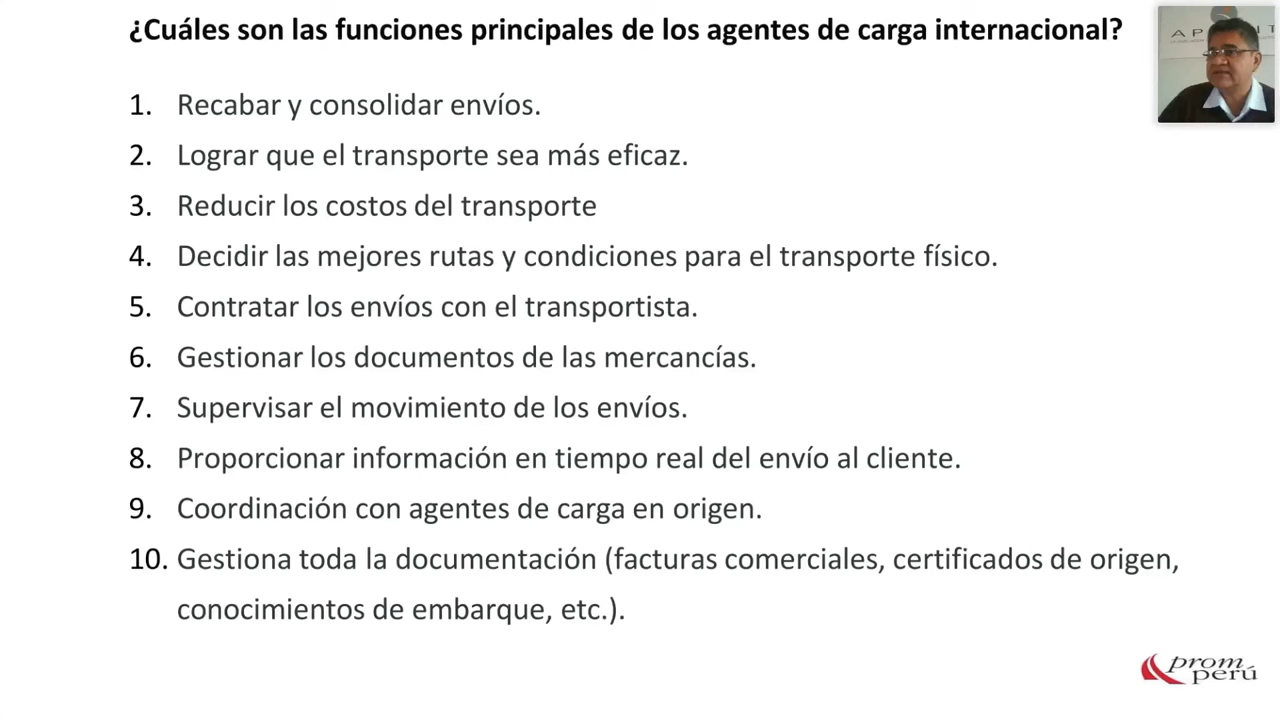 ¿Cuáles son las funciones principales de los agentes de carga internacional?
1. Recabar y consolidar envíos.
2. Lograr que el transporte sea más eficaz.
3. Reducir los costos del transporte
4. Decidir las mejores rutas y condiciones para el transporte físico.
5. Contratar los envíos con el transportista.
6. Gestionar los documentos de las mercancías.
7. Supervisar el movimiento de los envíos.
8. Proporcionar información en tiempo real del envío al cliente.
9. Coordinación con agentes de carga en origen.
10. Gestiona toda la documentación (facturas comerciales, certificados de origen,
conocimientos de embarque, etc.).
prom
perú